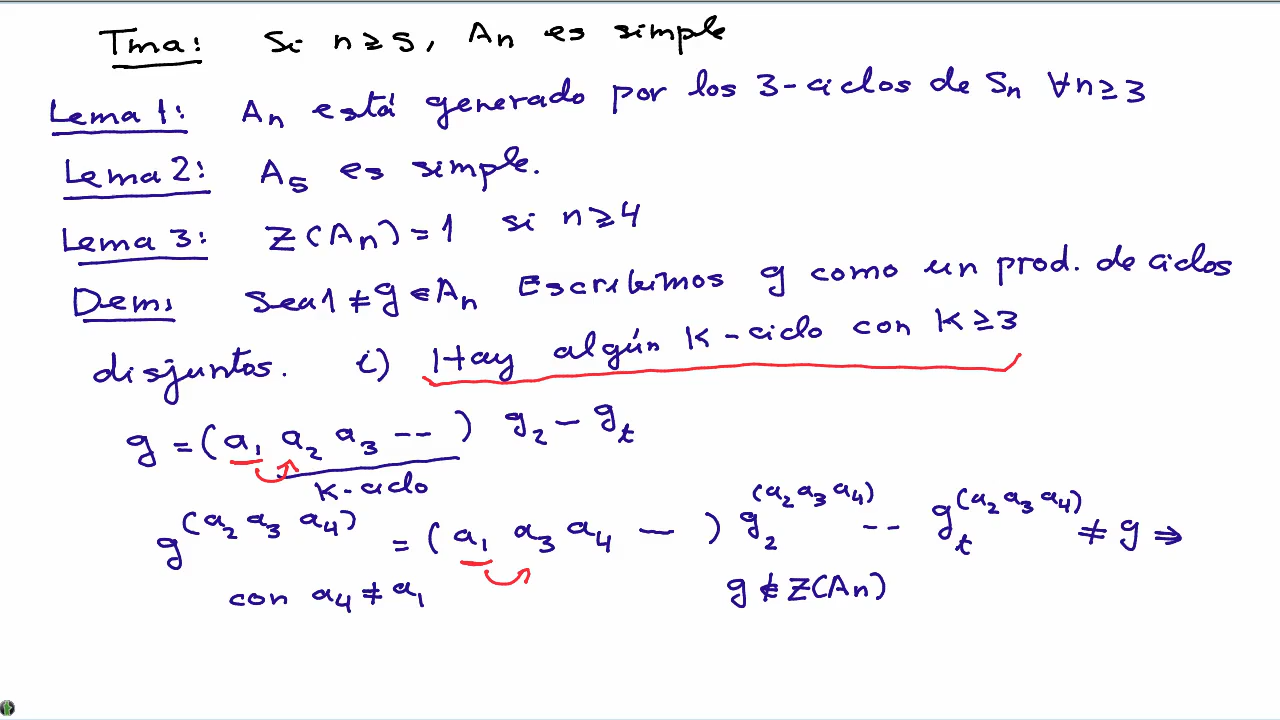 Tma: Si n ≥ 5, An es simple
Lema 1: An está generado por los 3-ciclos de Sn ∀n ≥ 3
Lema 2: A5 es simple.
Lema 3: Z(An) = 1 si n ≥ 4
Dem: Sea 1 ≠ g ∈ An Escribimos g como un prod. de ciclos
disjuntos. i) Hay algún K-ciclo con K ≥ 3
g = (a1 a2 a3 --- ) g2 — gt
K-ciclo
g^(a2 a3 a4) = (a1 a3 a4 — ) g2^(a2 a3 a4) -- gt^(a2 a3 a4) ≠ g ⇒
con a4 ≠ a1 g ∉ Z(An)